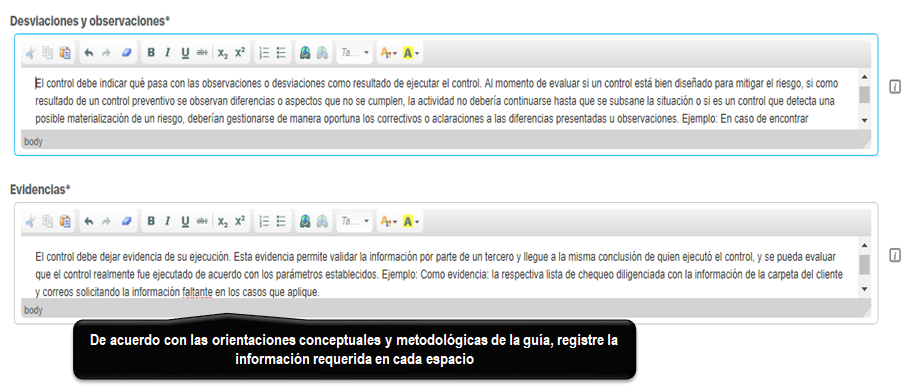 Desviaciones y observaciones*
B I U abc X₂ X² Ta... A A
El control debe indicar qué pasa con las observaciones o desviaciones como resultado de ejecutar el control. Al momento de evaluar si un control está bien diseñado para mitigar el riesgo, si como
resultado de un control preventivo se observan diferencias o aspectos que no se cumplen, la actividad no debería continuarse hasta que se subsane la situación o si es un control que detecta una
posible materialización de un riesgo, deberían gestionarse de manera oportuna los correctivos o aclaraciones a las diferencias presentadas u observaciones. Ejemplo: En caso de encontrar
body
i
Evidencias*
B I U abc X₂ X² Ta... A A
El control debe dejar evidencia de su ejecución. Esta evidencia permite validar la información por parte de un tercero y llegue a la misma conclusión de quien ejecutó el control, y se pueda evaluar
que el control realmente fue ejecutado de acuerdo con los parámetros establecidos. Ejemplo: Como evidencia: la respectiva lista de chequeo diligenciada con la información de la carpeta del cliente
y correos solicitando la información faltante en los casos que aplique.
body
i
De acuerdo con las orientaciones conceptuales y metodológicas de la guía, registre la
información requerida en cada espacio